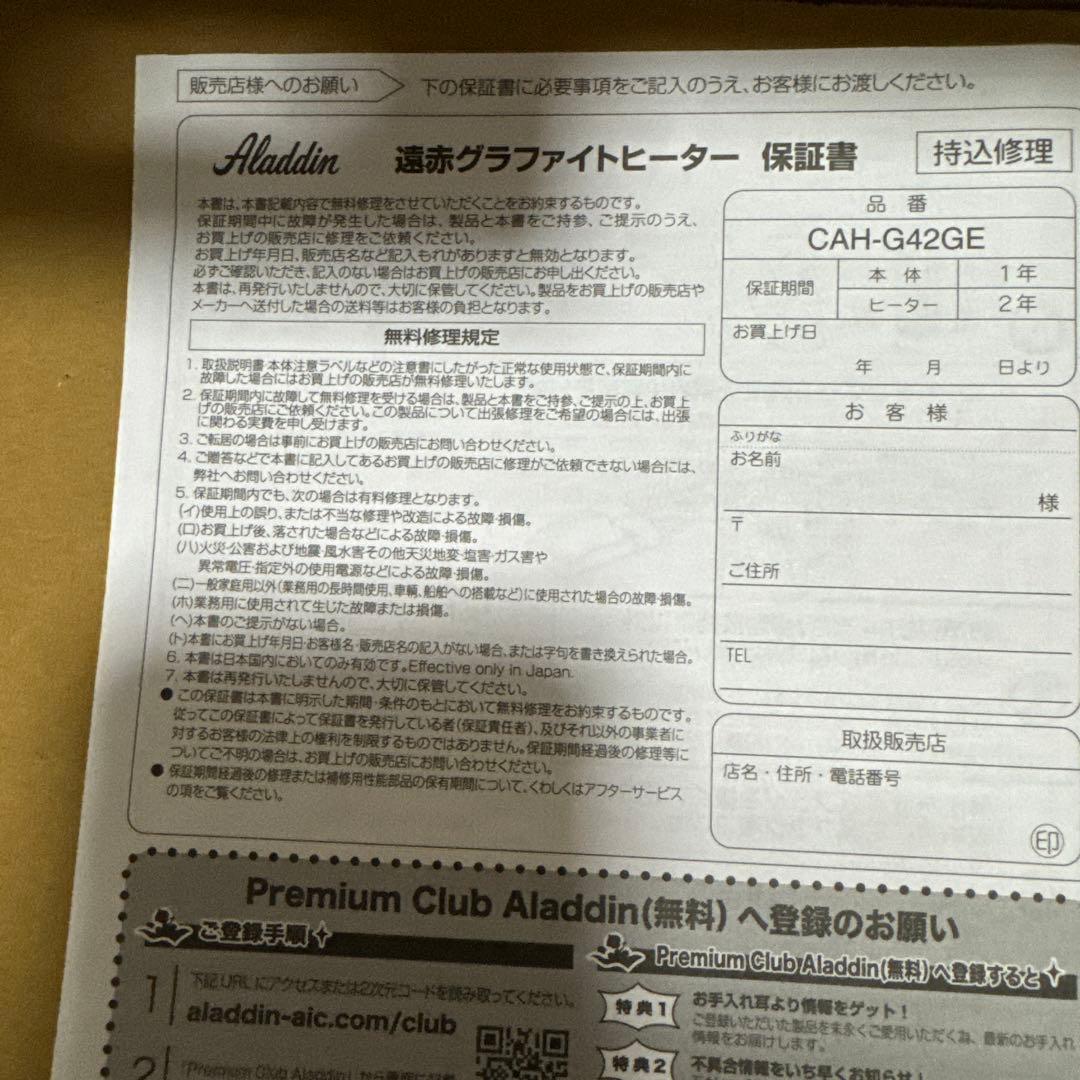 販売店様へのお願い
下の保証書に必要事項をご記入のうえ、お客様にお渡しください。
Aladdin 遠赤グラファイトヒーター 保証書
持込修理
本書は、本書記載内容で無料修理をさせていただくことをお約束するものです。
保証期間中に故障が発生した場合は、製品と本書をご持参、ご提示のうえ、
お買上げの販売店に修理をご依頼ください。
お買上げ年月日、販売店名など記入もれがありますと無効となります。
必ずご確認いただき、記入のない場合はお買上げの販売店にお申し出ください。
本書は、再発行いたしませんので、大切に保管してください。製品をお買上げの販売店や
メーカーへ送付した場合の送料等はお客様の負担となります。
無料修理規定
1. 取扱説明書・本体注意ラベルなどの注意書にしたがった正常な使用状態で、保証期間内に
故障した場合にはお買上げの販売店が無料修理いたします。
2. 保証期間内に故障して無料修理を受ける場合は、製品と本書をご持参、ご提示の上、お買上
げの販売店にご依頼ください。この製品について出張修理をご希望の場合には、出張
に関わる実費を申し受けます。
3. ご転居の場合は事前にお買上げの販売店にお問い合わせください。
4. ご贈答などで本書に記入してあるお買上げの販売店に修理がご依頼できない場合には、
弊社へお問い合わせください。
5. 保証期間内でも、次の場合は有料修理となります。
(イ)使用上の誤り、または不当な修理や改造による故障・損傷。
(ロ)お買上げ後、落された場合などによる故障・損傷。
(ハ)火災・公害および地震・風水害その他天災地変・塩害・ガス害や
異常電圧・指定外の使用電源などによる故障・損傷。
(ニ)一般家庭用以外(業務用の長時間使用、車輌、船舶への搭載など)に使用された場合の故障・損傷。
(ホ)業務用に使用されて生じた故障または損傷。
(ヘ)本書のご提示がない場合。
(ト)本書にお買上げ年月日・お客様名・販売店名の記入がない場合、または字句を書き換えられた場合。
6. 本書は日本国内においてのみ有効です。Effective only in Japan.
7. 本書は再発行いたしませんので、大切に保管してください。
● この保証書は本書に明示した期間・条件のもとにおいて無料修理をお約束するものです。
従ってこの保証書によって保証書を発行している者(保証責任者)、及びそれ以外の事業者に
対するお客様の法律上の権利を制限するものではありません。保証期間経過後の修理等に
ついてご不明の場合は、お買上げの販売店にお問い合わせください。
● 保証期間経過後の修理または補修用性能部品の保有期間について、くわしくはアフターサービス
の項をご覧ください。
品 番
CAH-G42GE
保証期間
本 体 1年
ヒーター 2年
お買上げ日
年 月 日より
お 客 様
ふりがな
お名前
様
〒
ご住所
TEL
取扱販売店
店名・住所・電話番号
印
Premium Club Aladdin(無料)へ登録のお願い
ご登録手順
1 下記URLにアクセスまたは2次元コードを読み取ってください。
aladdin-aic.com/club
2
Premium Club Aladdin(無料)へ登録すると
特典1 お手入れ耳より情報をゲット!
ご登録いただいた製品を末永くご愛用いただく為、最新のお手入れ
情報をお届けします。
特典2 不具合情報をいち早くお知らせ!